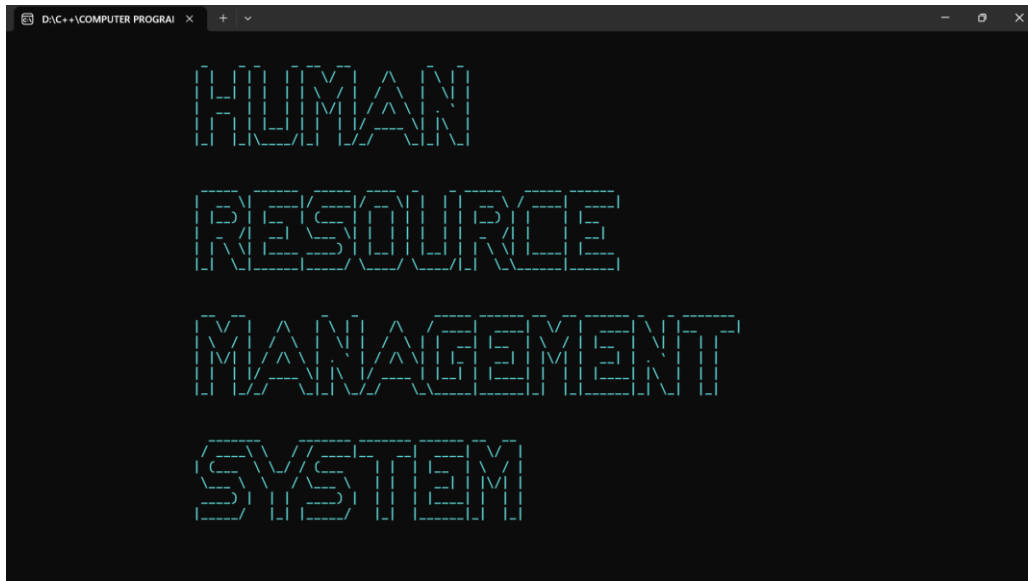 D:\C++\COMPUTER PROGRAI
HUMAN
RESOURCE
MANAGEMENT
SYSTEM